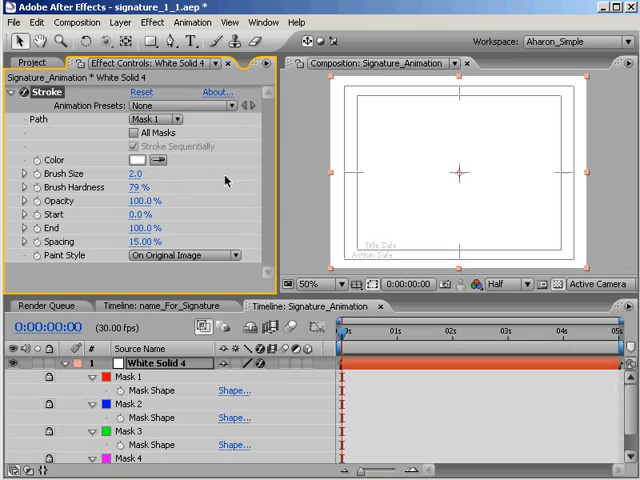 Adobe After Effects - signature_1_1.aep *
File Edit Composition Layer Effect Animation View Window Help
Workspace: Aharon_Simple
Project Effect Controls: White Solid 4 Composition: Signature_Animation
Signature_Animation * White Solid 4
Stroke Reset About...
Animation Presets: None
Path Mask 1
All Masks
Stroke Sequentially
Color
Brush Size 2.0
Brush Hardness 79 %
Opacity 100.0 %
Start 0.0 %
End 100.0 %
Spacing 15.00 %
Paint Style On Original Image
Title Safe
Action Safe
50% 0:00:00:00 Half Active Camera
Render Queue Timeline: name_For_Signature Timeline: Signature_Animation
0:00:00:00 (30.00 fps)
01s 02s 03s 04s 05s
# Source Name
1 White Solid 4
Mask 1
Mask Shape Shape...
Mask 2
Mask Shape Shape...
Mask 3
Mask Shape Shape...
Mask 4